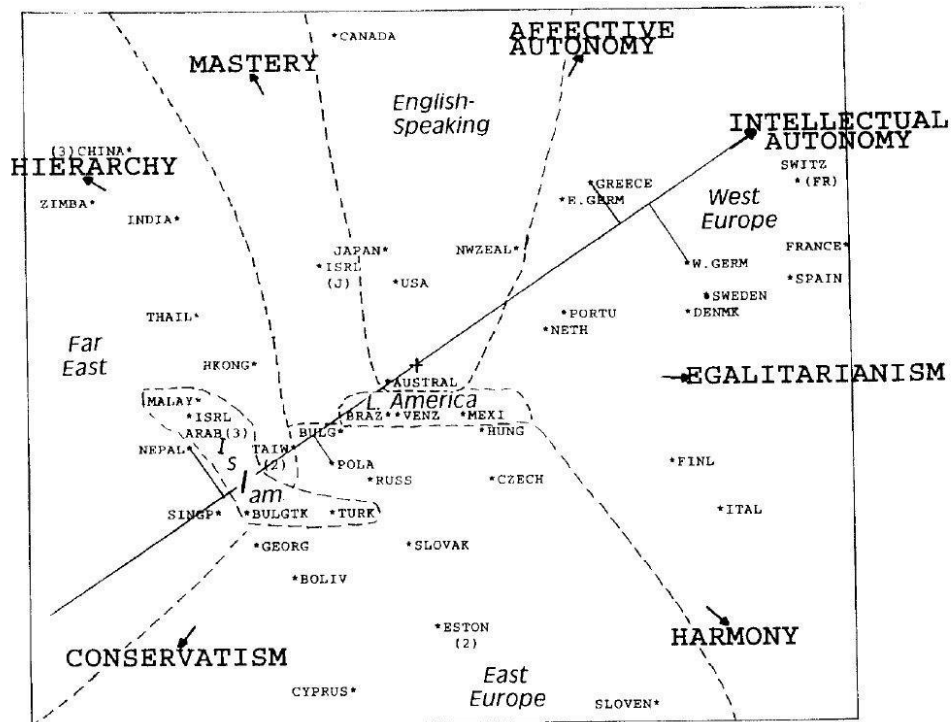 *CANADA
AFFECTIVE
AUTONOMY
MASTERY
English-
Speaking
INTELLECTUAL
AUTONOMY
(3)CHINA*
HIERARCHY
SWITZ
*(FR)
*GREECE
*E.GERM
ZIMBA*
INDIA*
West
Europe
JAPAN*
NWZEAL*
FRANCE*
*ISRL
(J)
*USA
*W.GERM
*SPAIN
*SWEDEN
*DENMK
THAIL*
*PORTU
*NETH
Far
East
HKONG*
+
*AUSTRAL
EGALITARIANISM
L. America
MALAY*
*ISRL
ARAB(3)
BRAZ*
*VENZ
*MEXI
BULG*
*HUNG
NEPAL*
TAIW*
(2)
Islam
*POLA
*RUSS
*CZECH
*FINL
SINGP*
*BULGTK
*TURK
*ITAL
*GEORG
*SLOVAK
*BOLIV
*ESTON
(2)
HARMONY
CONSERVATISM
East
Europe
CYPRUS*
SLOVEN*